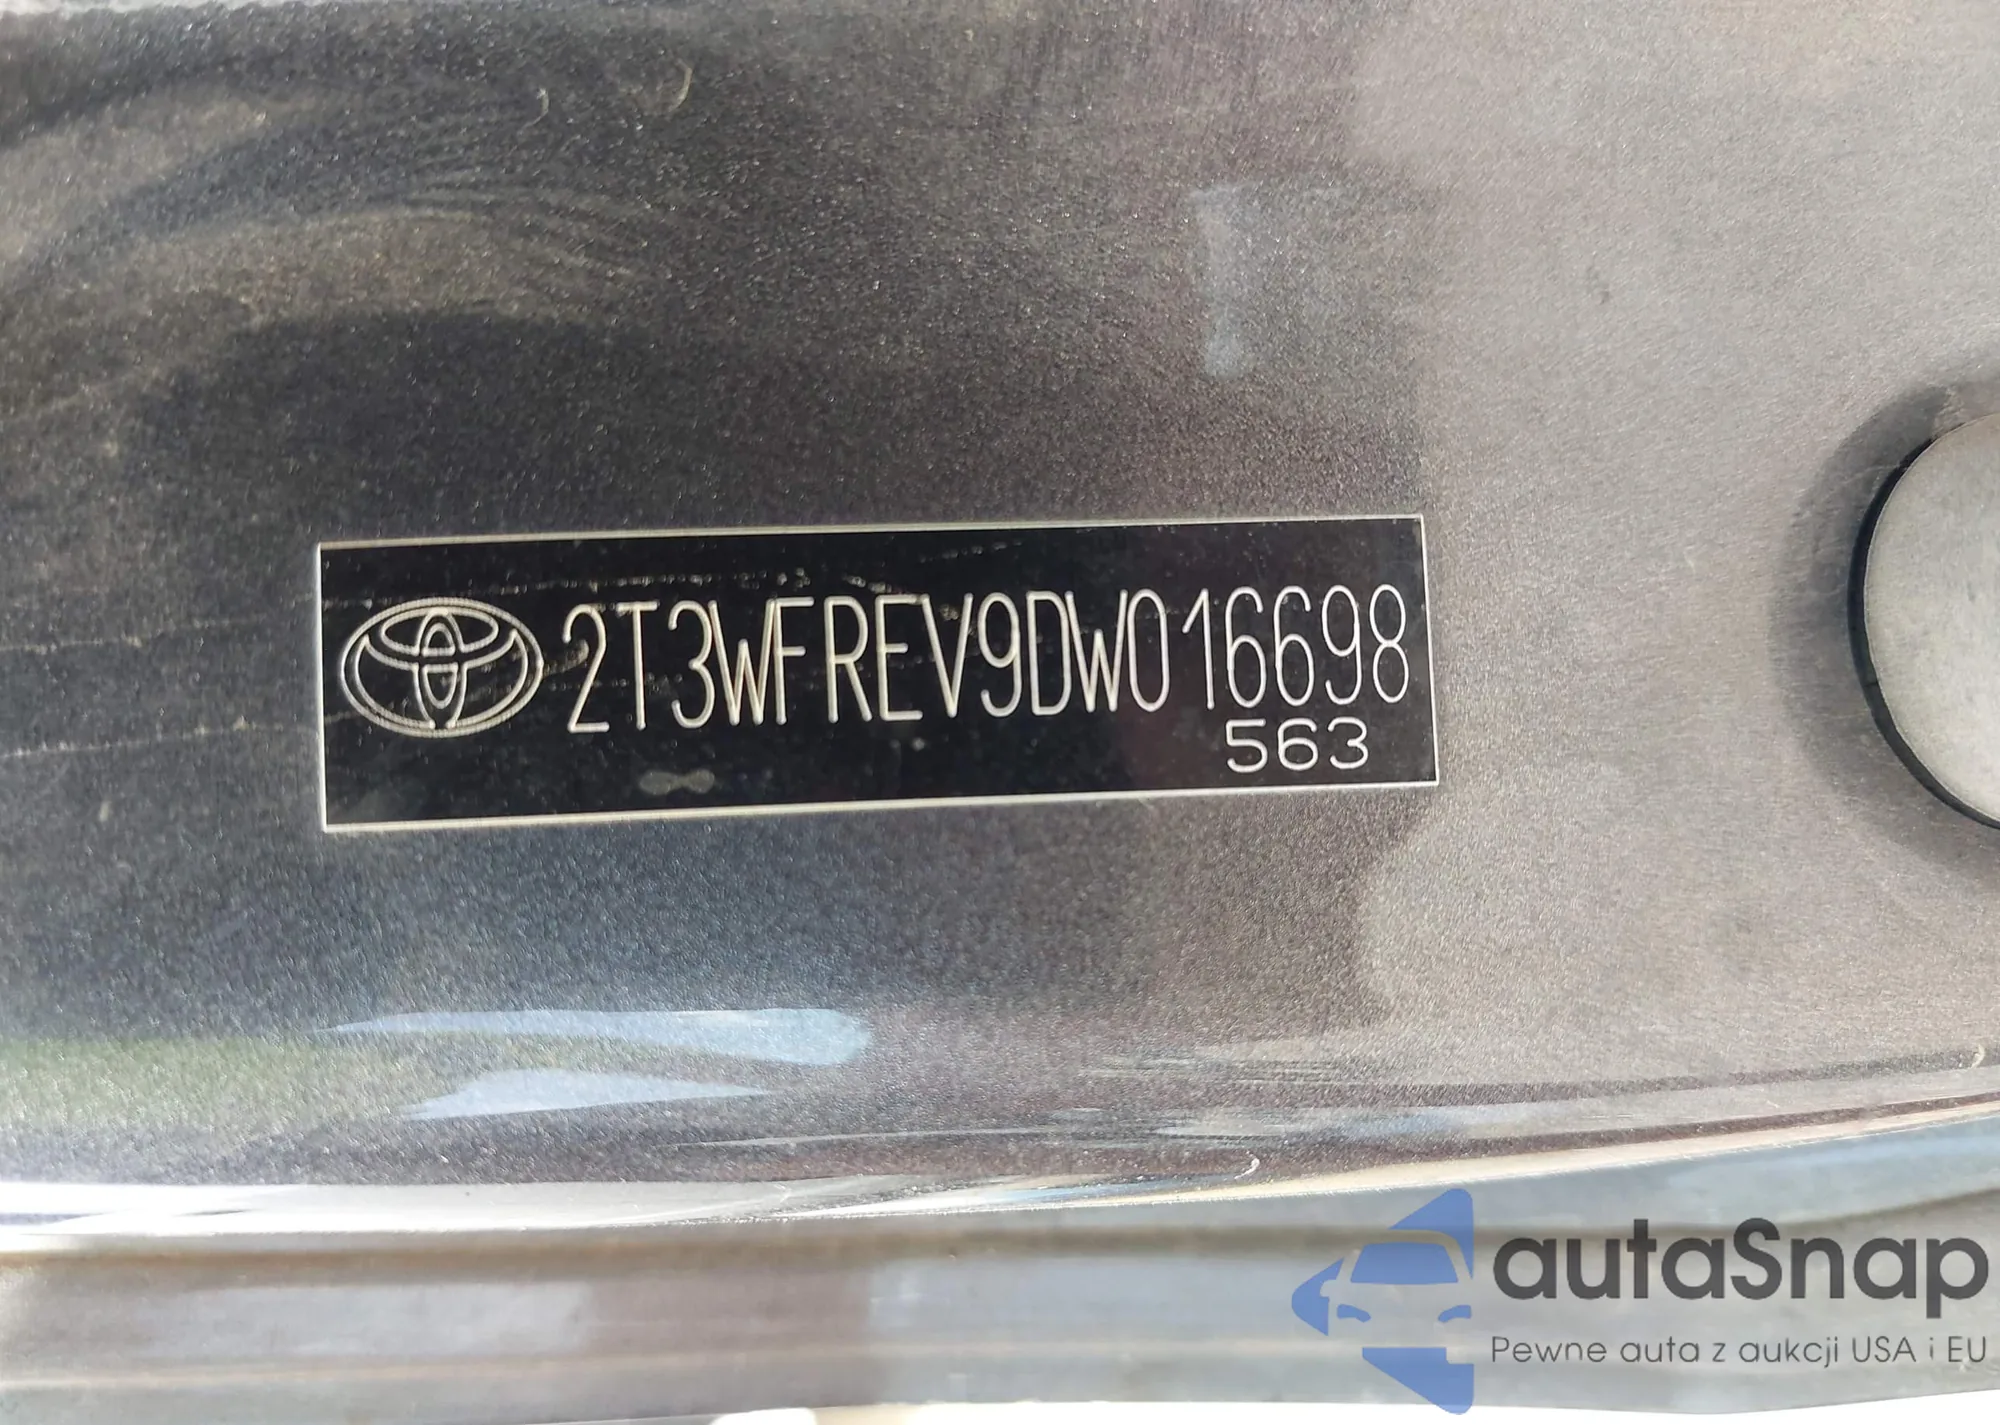 2T3WFREV9DW016698
563
autaSnap
Pewne auta z aukcji USA i EU